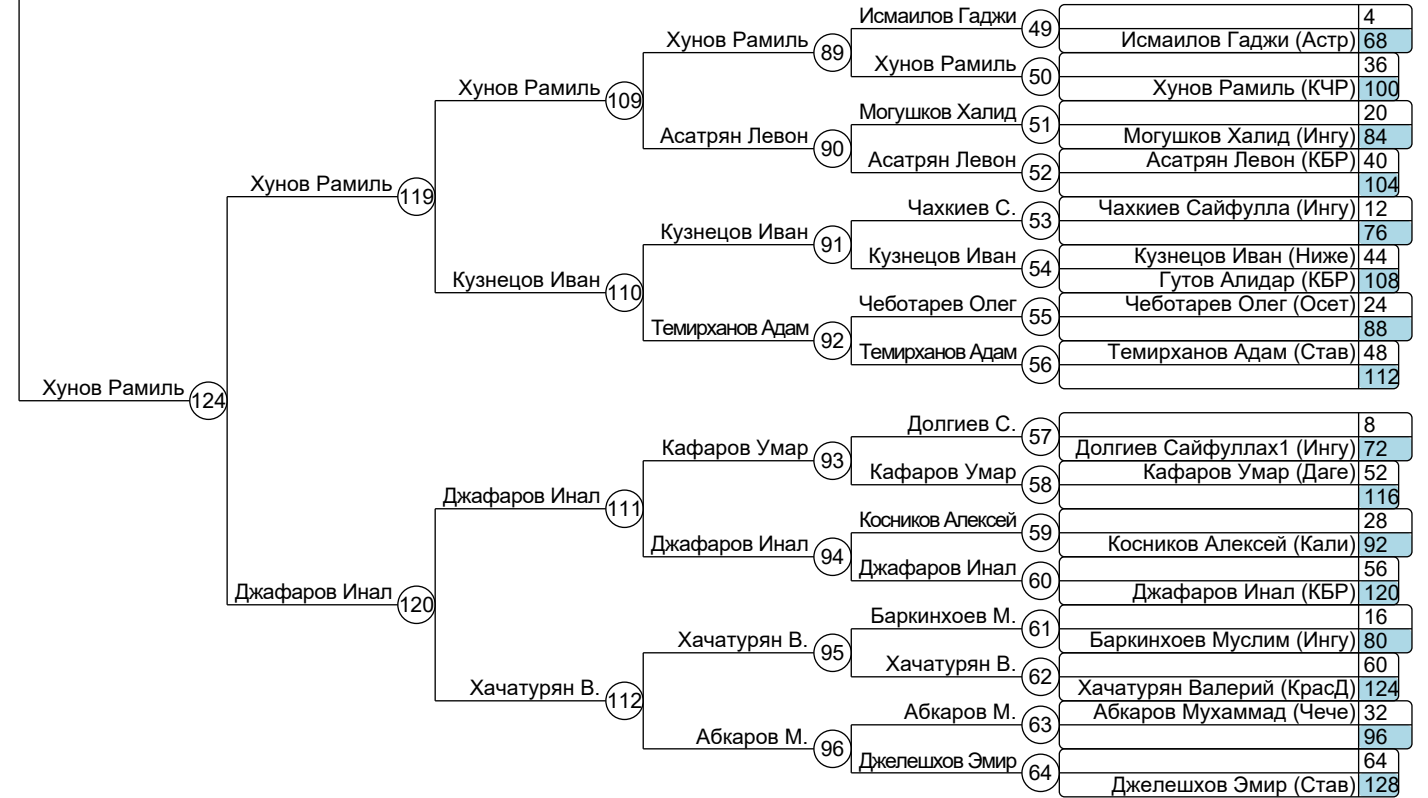 Исмаилов Гаджи 49 4
Хунов Рамиль 89 Исмаилов Гаджи (Астр) 68
Хунов Рамиль 50 36
Хунов Рамиль 109 Хунов Рамиль (КЧР) 100
Могушков Халид 51 20
Асатрян Левон 90 Могушков Халид (Ингу) 84
Асатрян Левон 52 Асатрян Левон (КБР) 40
Хунов Рамиль 119 104
Чахкиев С. 53 Чахкиев Сайфулла (Ингу) 12
Кузнецов Иван 91 76
Кузнецов Иван 54 Кузнецов Иван (Ниже) 44
Кузнецов Иван 110 Гутов Алидар (КБР) 108
Чеботарев Олег 55 Чеботарев Олег (Осет) 24
Темирханов Адам 92 88
Темирханов Адам 56 Темирханов Адам (Став) 48
112
Хунов Рамиль 124
Долгиев С. 57 8
Кафаров Умар 93 Долгиев Сайфуллах1 (Ингу) 72
Кафаров Умар 58 Кафаров Умар (Даге) 52
Джафаров Инал 111 116
Косников Алексей 59 28
Джафаров Инал 94 Косников Алексей (Кали) 92
Джафаров Инал 60 56
Джафаров Инал 120 Джафаров Инал (КБР) 120
Баркинхоев М. 61 16
Хачатурян В. 95 Баркинхоев Муслим (Ингу) 80
Хачатурян В. 62 60
Хачатурян В. 112 Хачатурян Валерий (КрасД) 124
Абкаров М. 63 Абкаров Мухаммад (Чече) 32
Абкаров М. 96 96
Джелешхов Эмир 64 64
Джелешхов Эмир (Став) 128